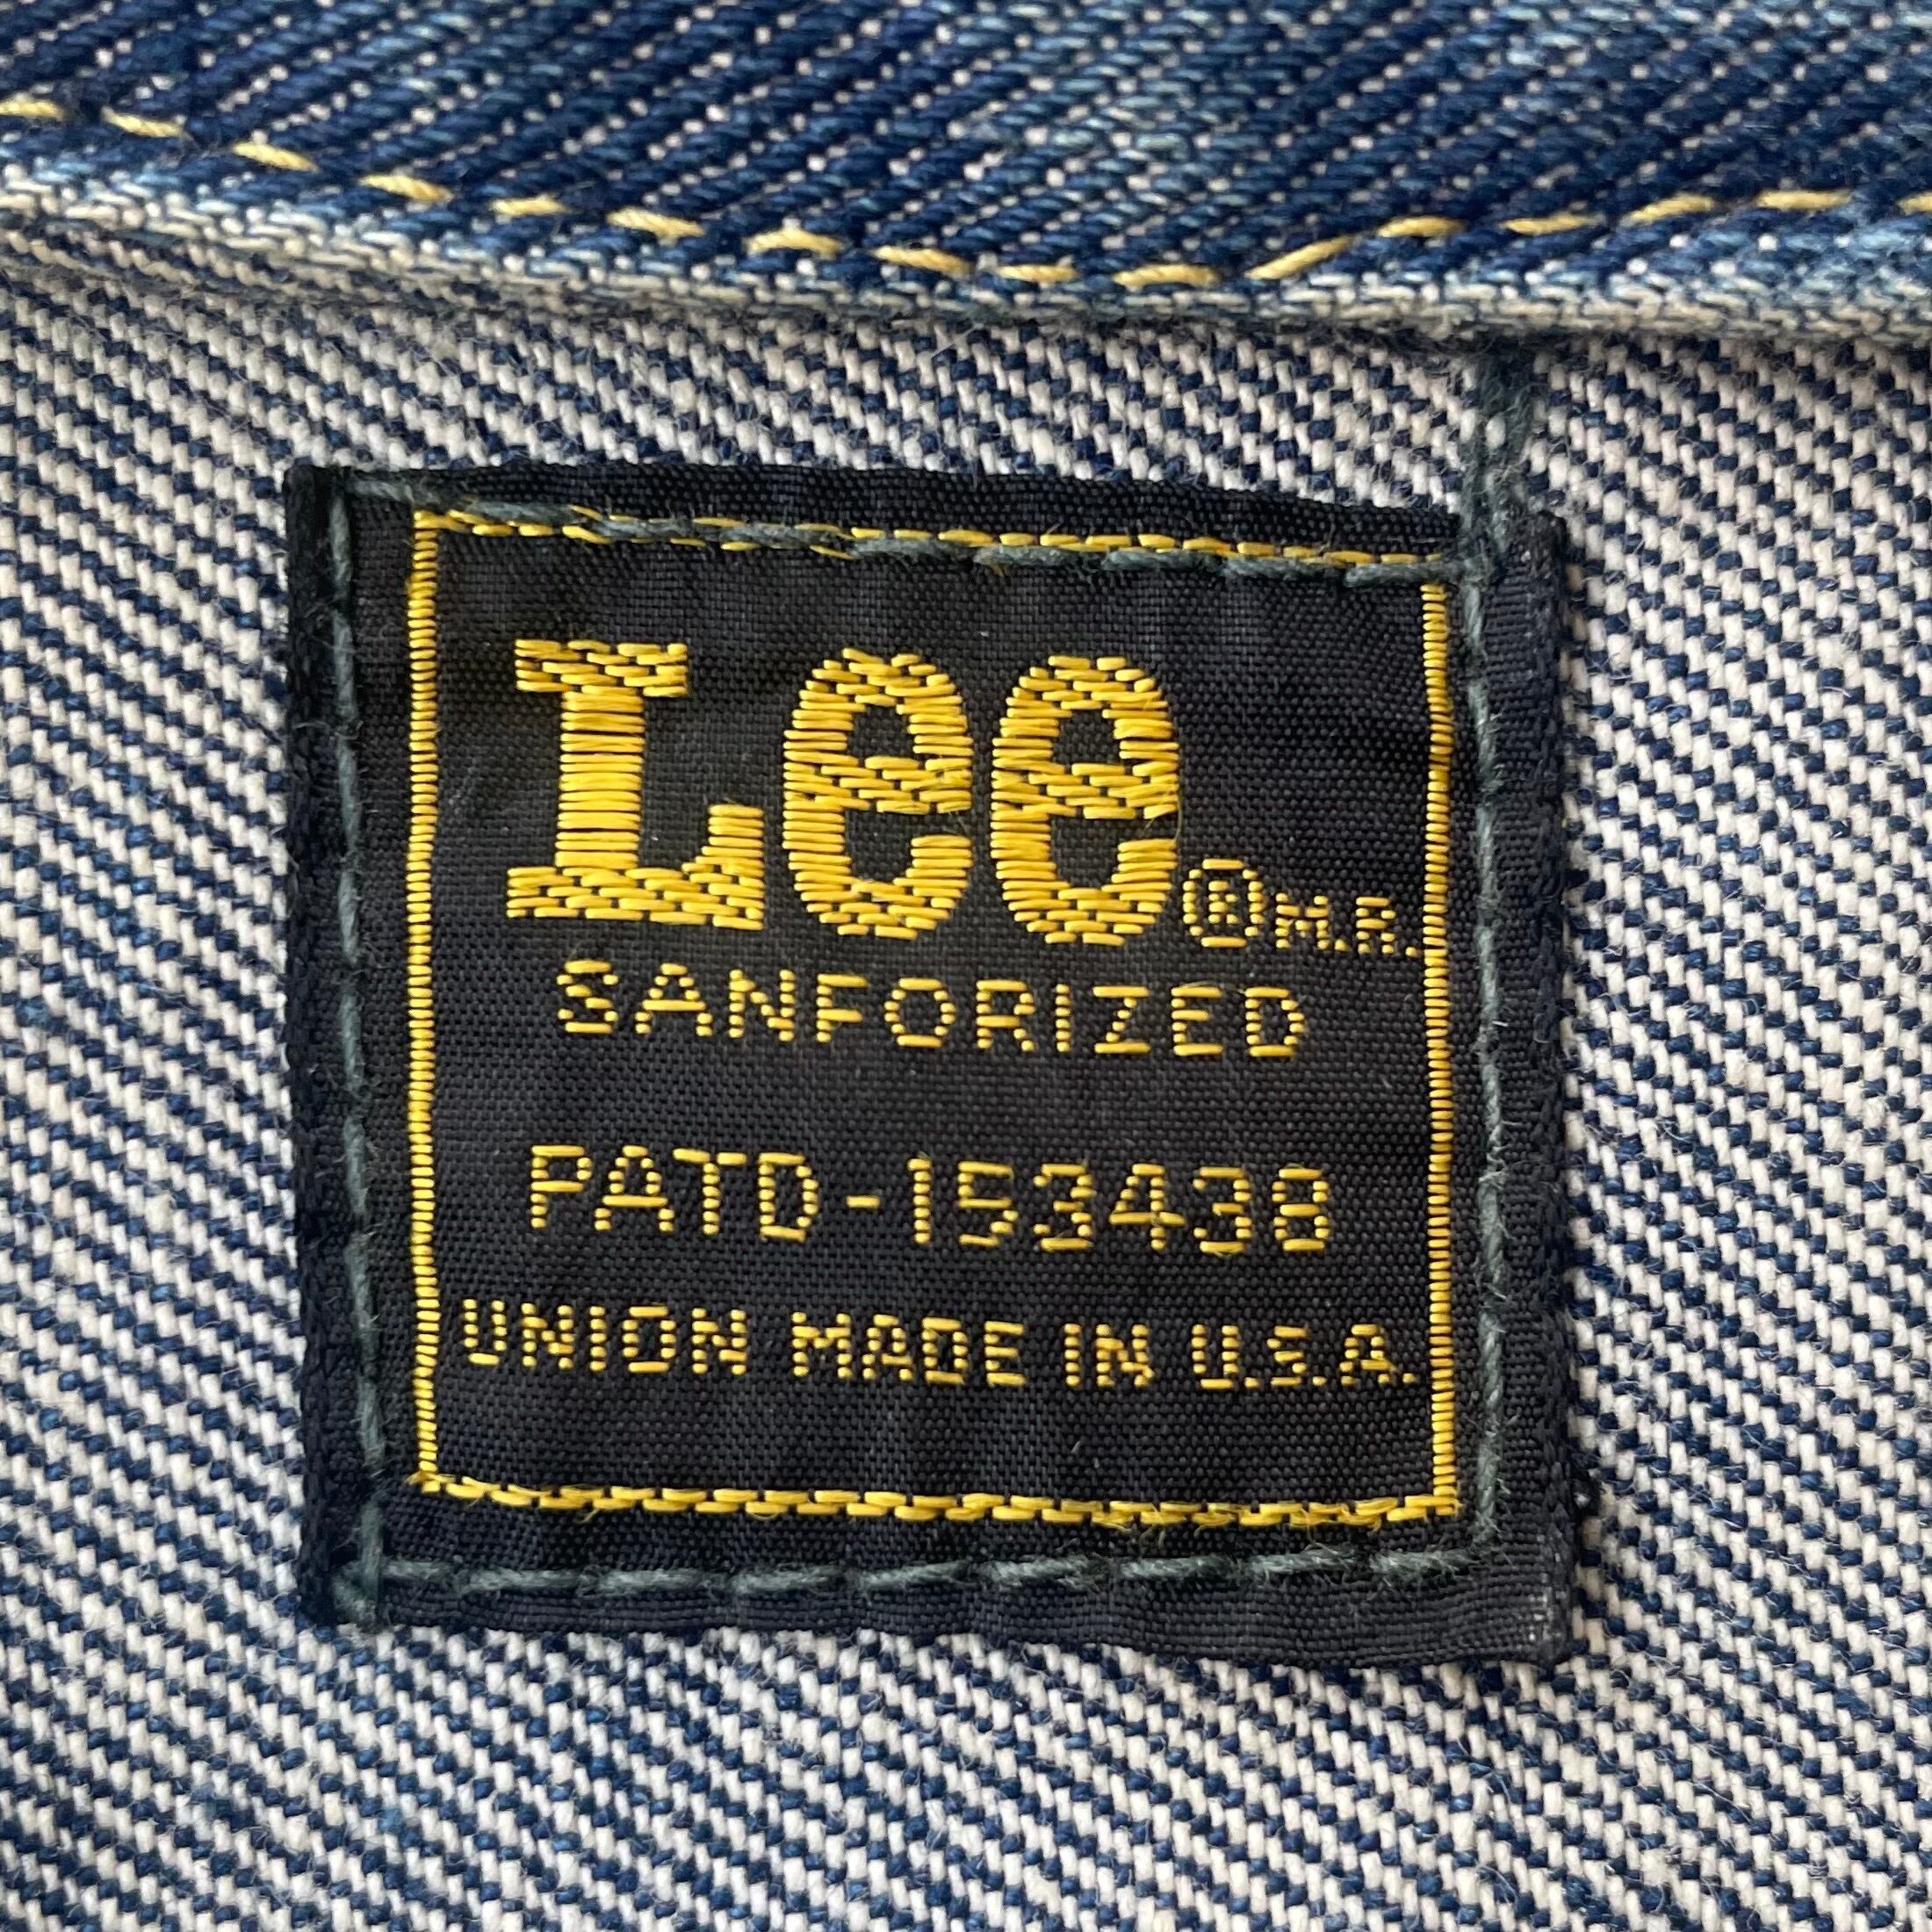 Lee® M.R.
SANFORIZED
PATD-153438
UNION MADE IN U.S.A.